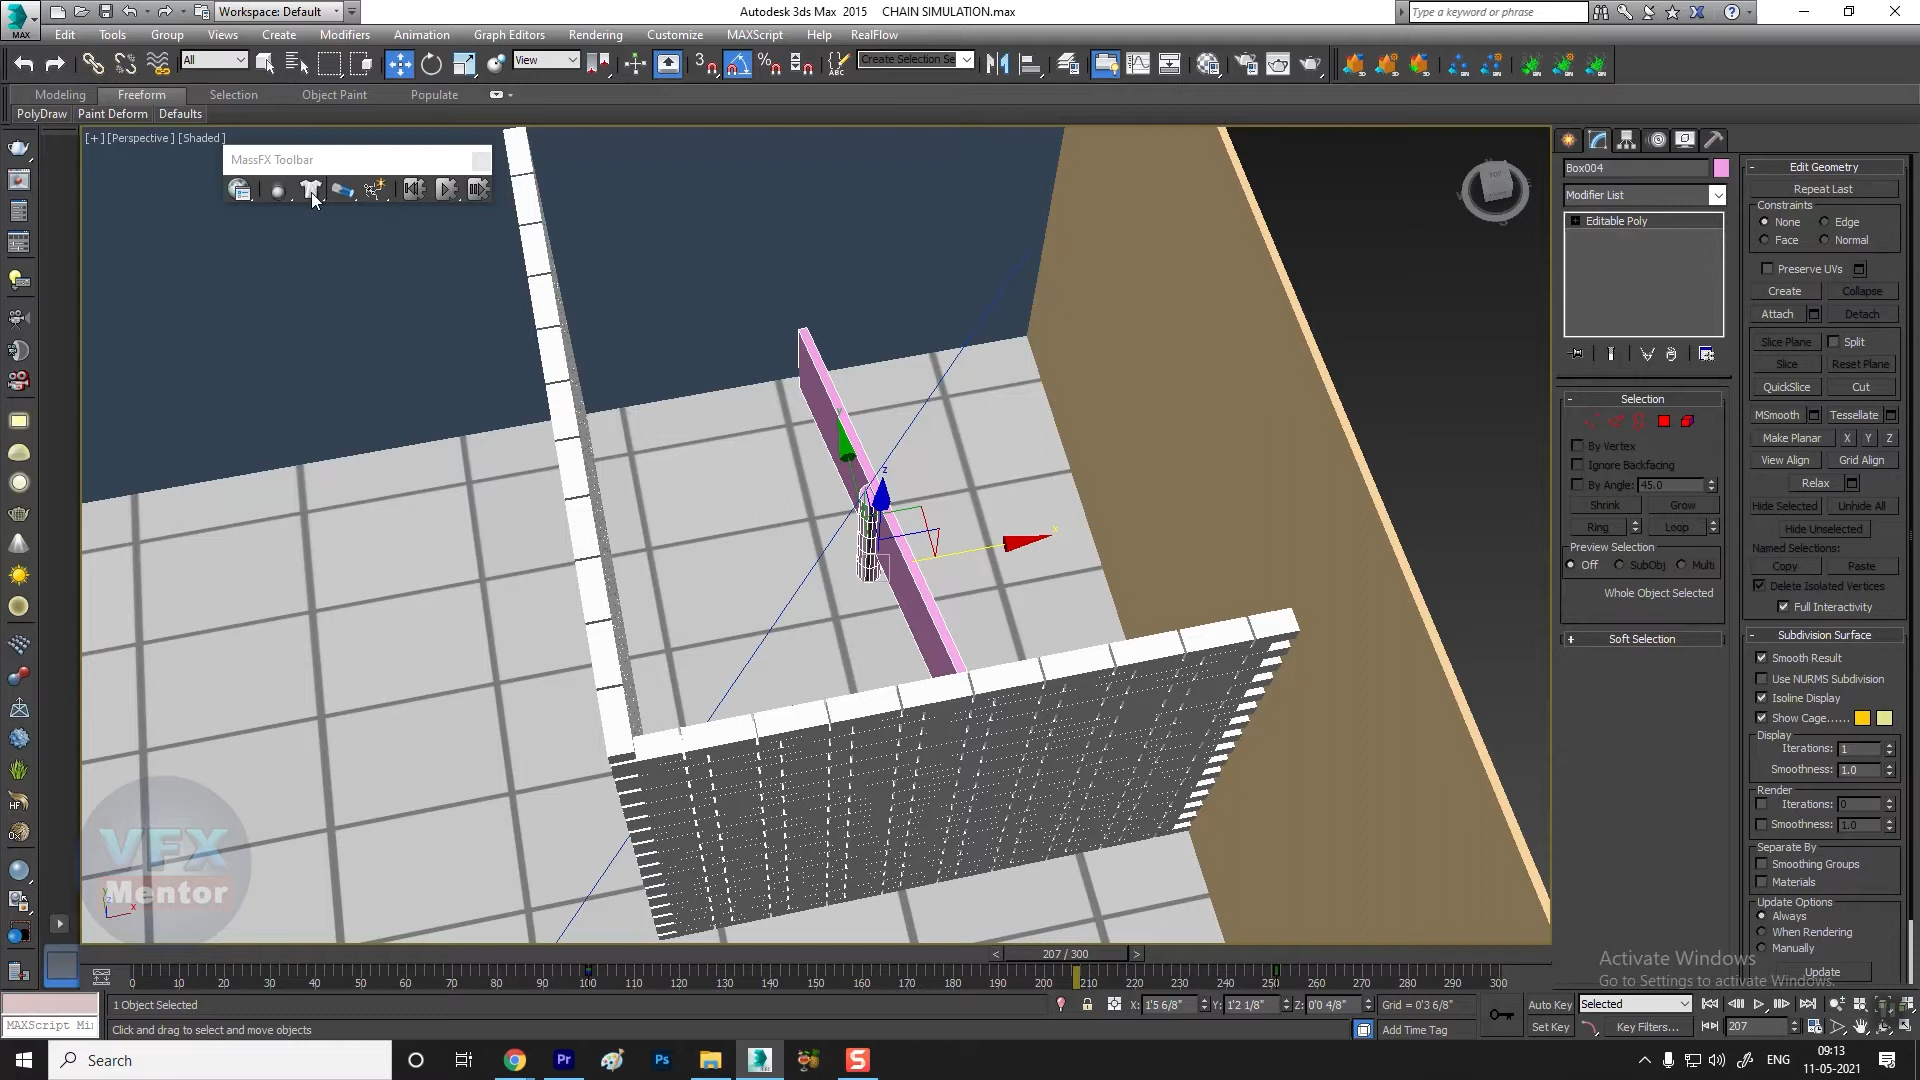 Workspace: Default
Autodesk 3ds Max 2015 CHAIN SIMULATION.max
Type a keyword or phrase
MAX
Edit Tools Group Views Create Modifiers Animation Graph Editors Rendering Customize MAXScript Help RealFlow
All
View
3
Create Selection Se
Modeling Freeform Selection Object Paint Populate
PolyDraw Paint Deform Defaults
[+] [Perspective] [Shaded]
MassFX Toolbar
TOP
Box004
Modifier List
Editable Poly
Selection
By Vertex
Ignore Backfacing
By Angle: 45.0
Shrink Grow
Ring Loop
Preview Selection
Off SubObj Multi
Whole Object Selected
Soft Selection
Edit Geometry
Repeat Last
Constraints
None Edge
Face Normal
Preserve UVs
Create Collapse
Attach Detach
Slice Plane Split
Slice Reset Plane
QuickSlice Cut
MSmooth Tessellate
Make Planar X Y Z
View Align Grid Align
Relax
Hide Selected Unhide All
Hide Unselected
Named Selections:
Copy Paste
Delete Isolated Vertices
Full Interactivity
Subdivision Surface
Smooth Result
Use NURMS Subdivision
Isoline Display
Show Cage......
Display
Iterations: 1
Smoothness: 1.0
Render
Iterations: 0
Smoothness: 1.0
Separate By
Smoothing Groups
Materials
Update Options
Always
When Rendering
Manually
Update
z
x
VFX
Mentor
Activate Windows
Go to Settings to activate Windows.
< 207 / 300 >
0 10 20 30 40 50 60 70 80 90 100 110 120 130 140 150 160 170 180 190 200 210 220 230 240 250 260 270 280 290 300
1 Object Selected
X: 1'5 6/8" Y: 1'2 1/8" Z: 0'0 4/8" Grid = 0'3 6/8"
Auto Key Selected
MAXScript Mi
Click and drag to select and move objects
Add Time Tag
Set Key Key Filters... 207
Search
Pr
Ps
S
ENG
09:13
11-05-2021